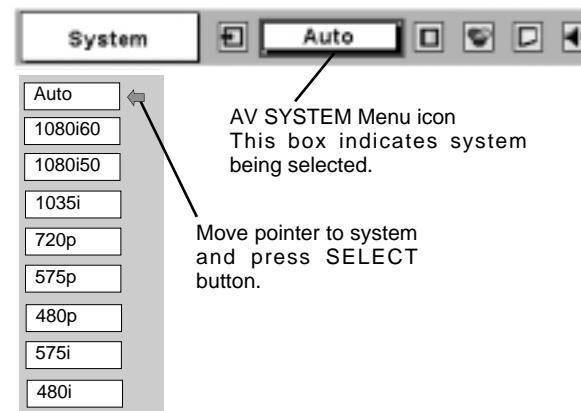 System
Auto
Auto
1080i60
1080i50
1035i
720p
575p
480p
575i
480i
AV SYSTEM Menu icon
This box indicates system
being selected.
Move pointer to system
and press SELECT
button.